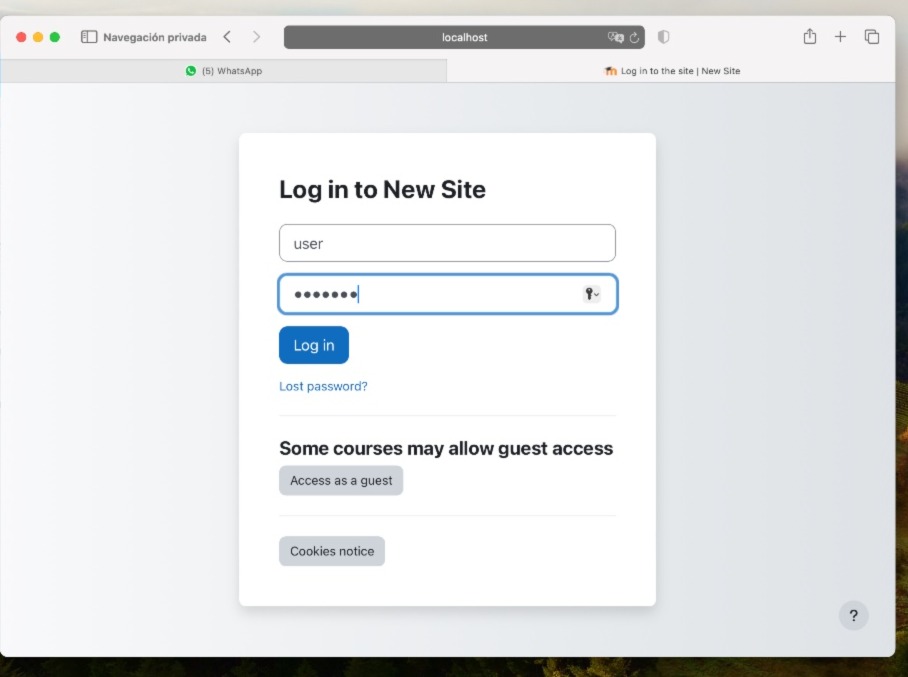 Navegación privada
localhost
(5) WhatsApp
Log in to the site | New Site
Log in to New Site
user
Log in
Lost password?
Some courses may allow guest access
Access as a guest
Cookies notice
?